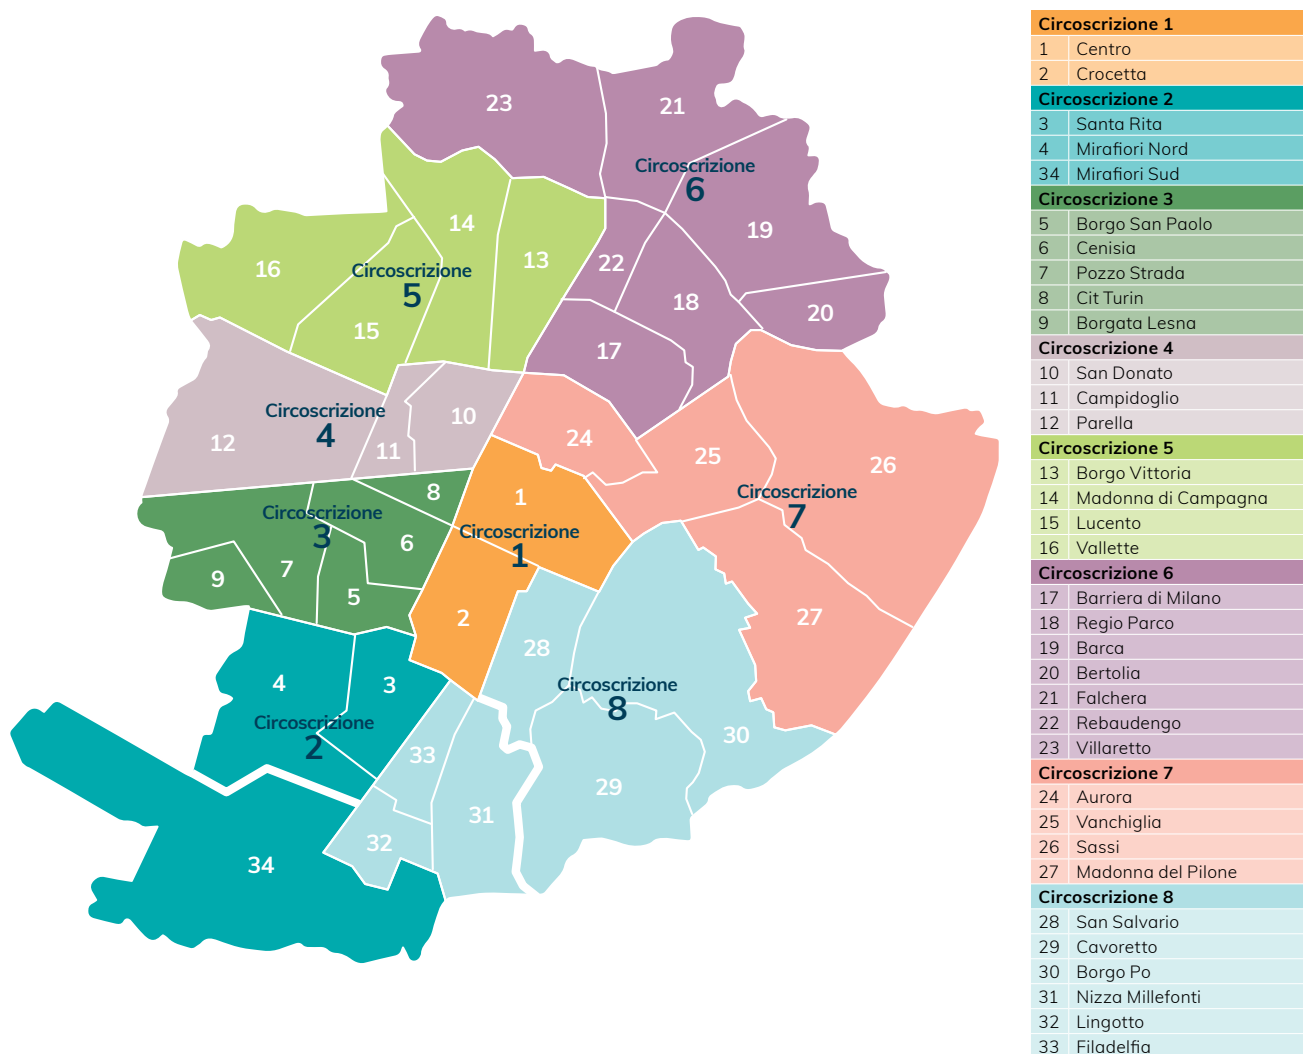 23
21
Circoscrizione
6
14
19
16
13
22
Circoscrizione
5
18
20
15
17
Circoscrizione
4
10
24
12
11
25
26
8
1
Circoscrizione
7
Circoscrizione
3
Circoscrizione
1
6
7
9
5
2
27
28
4
3
Circoscrizione
8
Circoscrizione
2
30
33
29
31
32
34
Circoscrizione 1
1 Centro
2 Crocetta
Circoscrizione 2
3 Santa Rita
4 Mirafiori Nord
34 Mirafiori Sud
Circoscrizione 3
5 Borgo San Paolo
6 Cenisia
7 Pozzo Strada
8 Cit Turin
9 Borgata Lesna
Circoscrizione 4
10 San Donato
11 Campidoglio
12 Parella
Circoscrizione 5
13 Borgo Vittoria
14 Madonna di Campagna
15 Lucento
16 Vallette
Circoscrizione 6
17 Barriera di Milano
18 Regio Parco
19 Barca
20 Bertolia
21 Falchera
22 Rebaudengo
23 Villaretto
Circoscrizione 7
24 Aurora
25 Vanchiglia
26 Sassi
27 Madonna del Pilone
Circoscrizione 8
28 San Salvario
29 Cavoretto
30 Borgo Po
31 Nizza Millefonti
32 Lingotto
33 Filadelfia